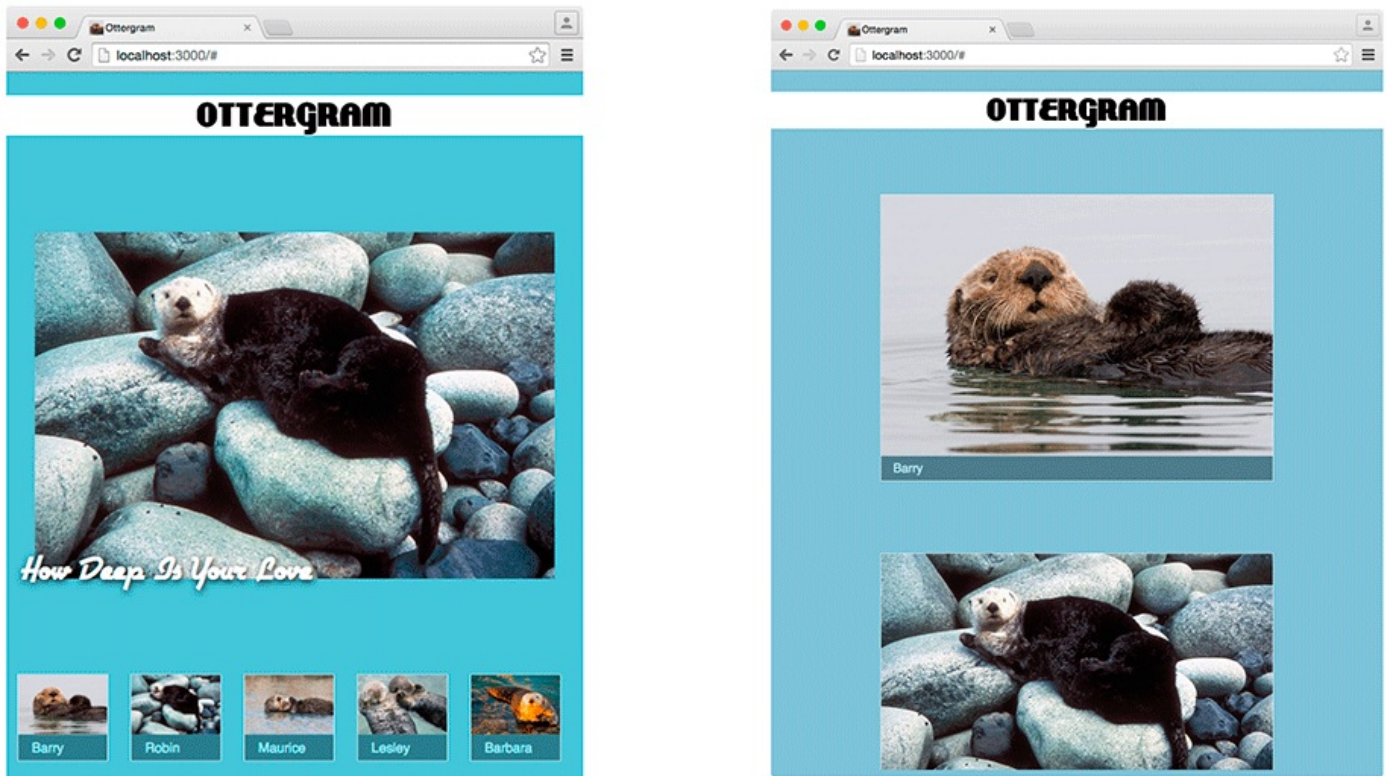 Ottergram
localhost:3000/#
OTTERGRAM
How Deep Is Your Love
Barry
Robin
Maurice
Lesley
Barbara
Ottergram
localhost:3000/#
OTTERGRAM
Barry